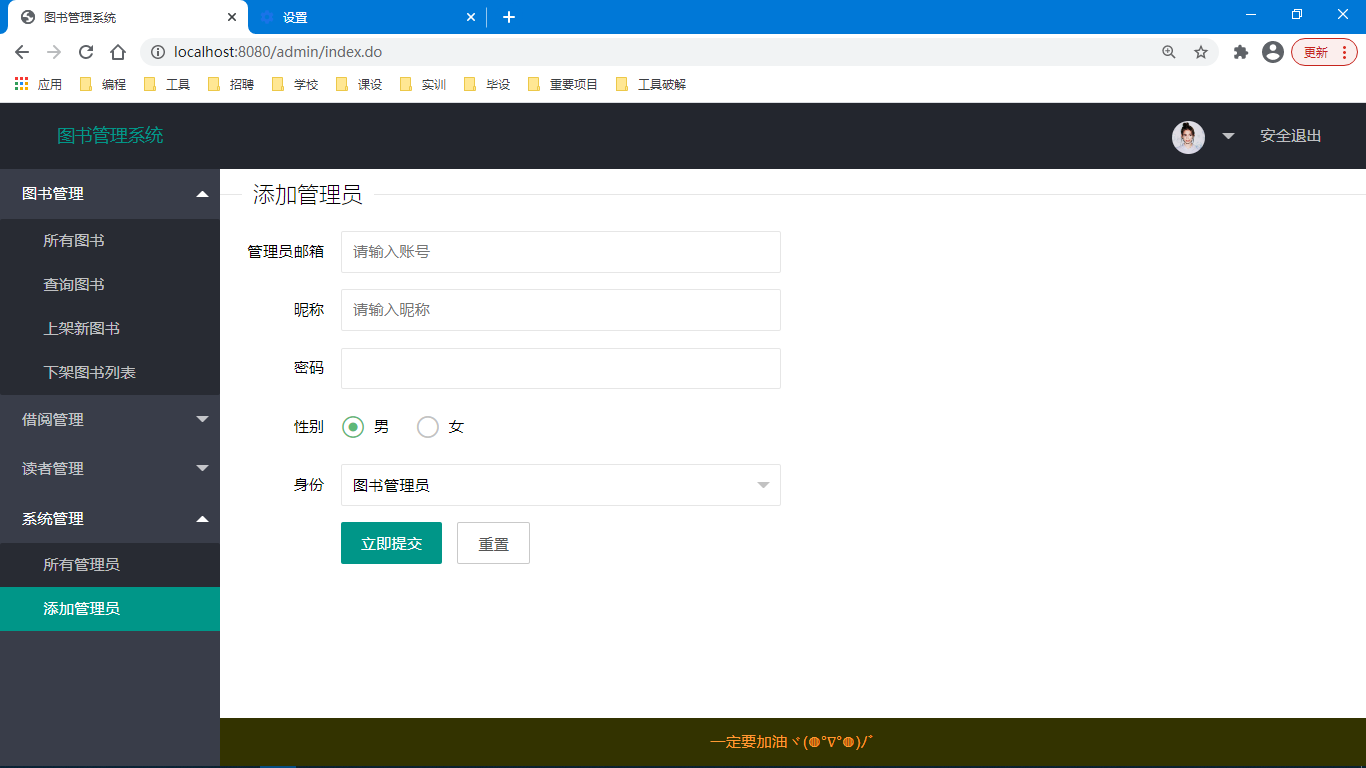 图书管理系统
设置
localhost:8080/admin/index.do
更新
应用 编程 工具 招聘 学校 课设 实训 毕设 重要项目 工具破解
图书管理系统
安全退出
图书管理
所有图书
查询图书
上架新图书
下架图书列表
借阅管理
读者管理
系统管理
所有管理员
添加管理员
添加管理员
管理员邮箱 请输入账号
昵称 请输入昵称
密码
性别 男 女
身份 图书管理员
立即提交 重置
一定要加油ヾ(◍°∇°◍)ﾉﾞ